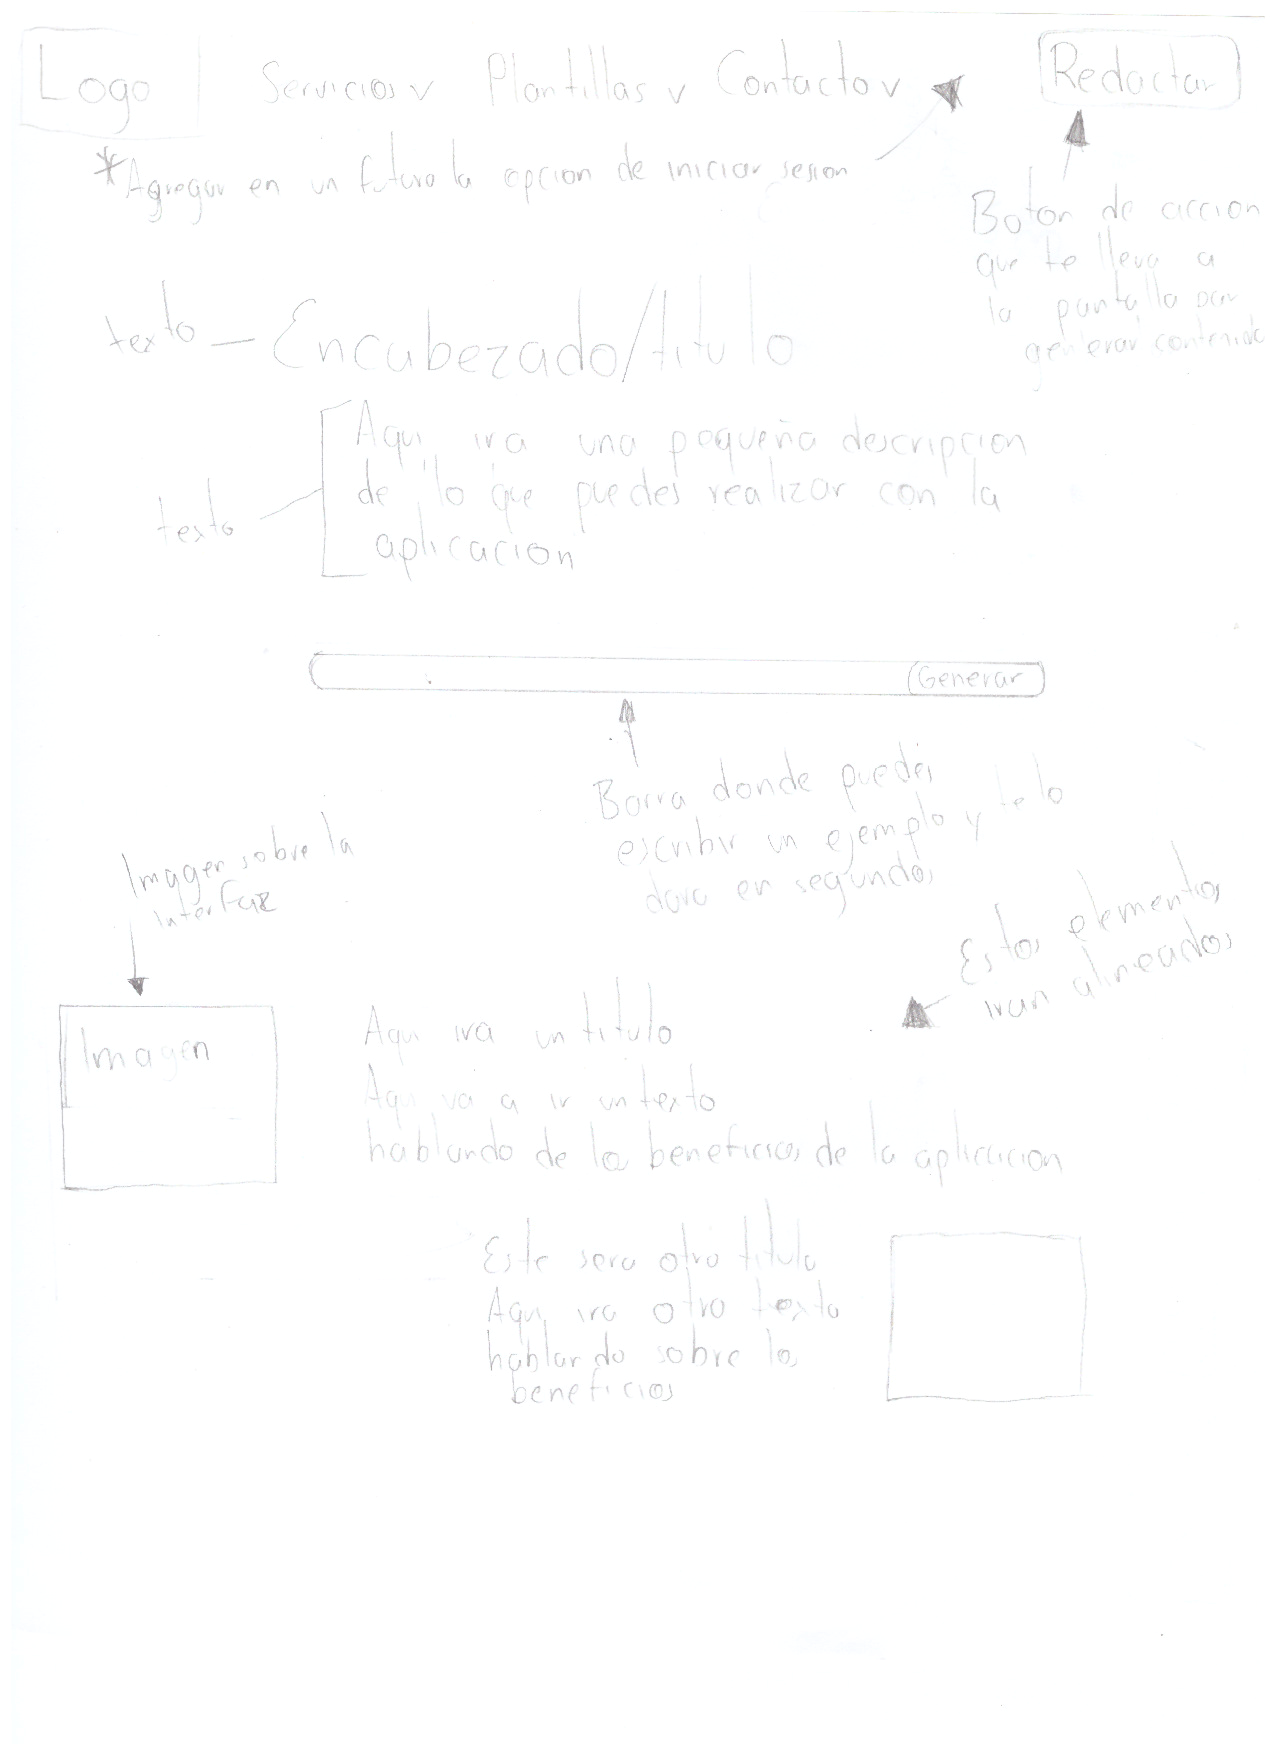 Logo
Servicios v Plantillas v Contacto v
Redactar
*Agregar en un futuro la opcion de iniciar sesion
Boton de accion
que te lleva a
la pantalla par
generar contenido
texto - Encabezado/titulo
texto
Aqui ira una pequeña descripcion
de lo que puedes realizar con la
aplicacion
Generar
Barra donde puedes
escribir un ejemplo y te lo
dara en segundos
Imagen sobre la
interfaz
Estos elementos
iran alineados
Imagen
Aqui ira un titulo
Aqui va a ir un texto
hablando de los beneficios de la aplicacion
Este sera otro titulo
Aqui ira otro texto
hablando sobre los
beneficios